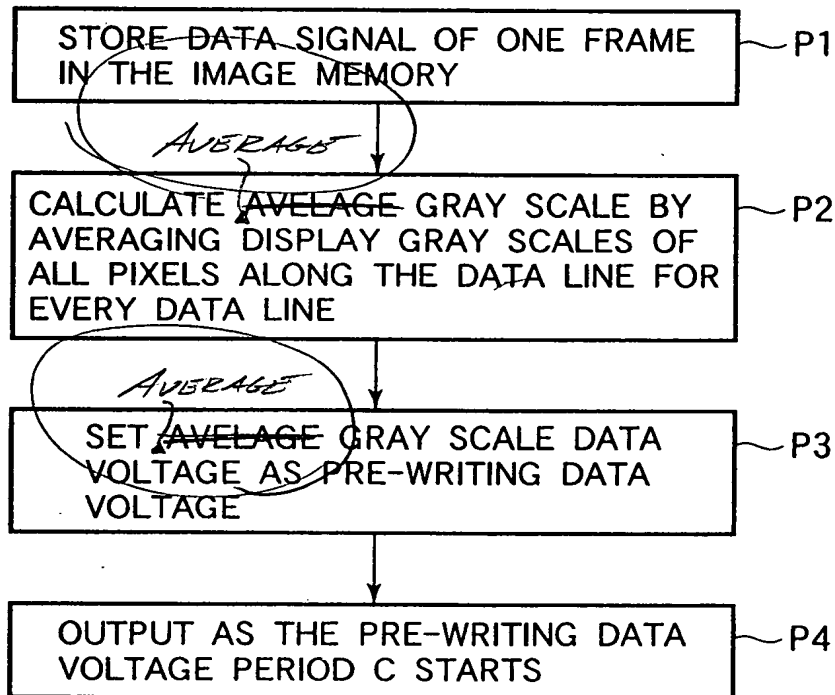 STORE DATA SIGNAL OF ONE FRAME
IN THE IMAGE MEMORY
P1
AVERAGE
CALCULATE AVELAGE GRAY SCALE BY
AVERAGING DISPLAY GRAY SCALES OF
ALL PIXELS ALONG THE DATA LINE FOR
EVERY DATA LINE
P2
AVERAGE
SET AVELAGE GRAY SCALE DATA
VOLTAGE AS PRE-WRITING DATA
VOLTAGE
P3
OUTPUT AS THE PRE-WRITING DATA
VOLTAGE PERIOD C STARTS
P4